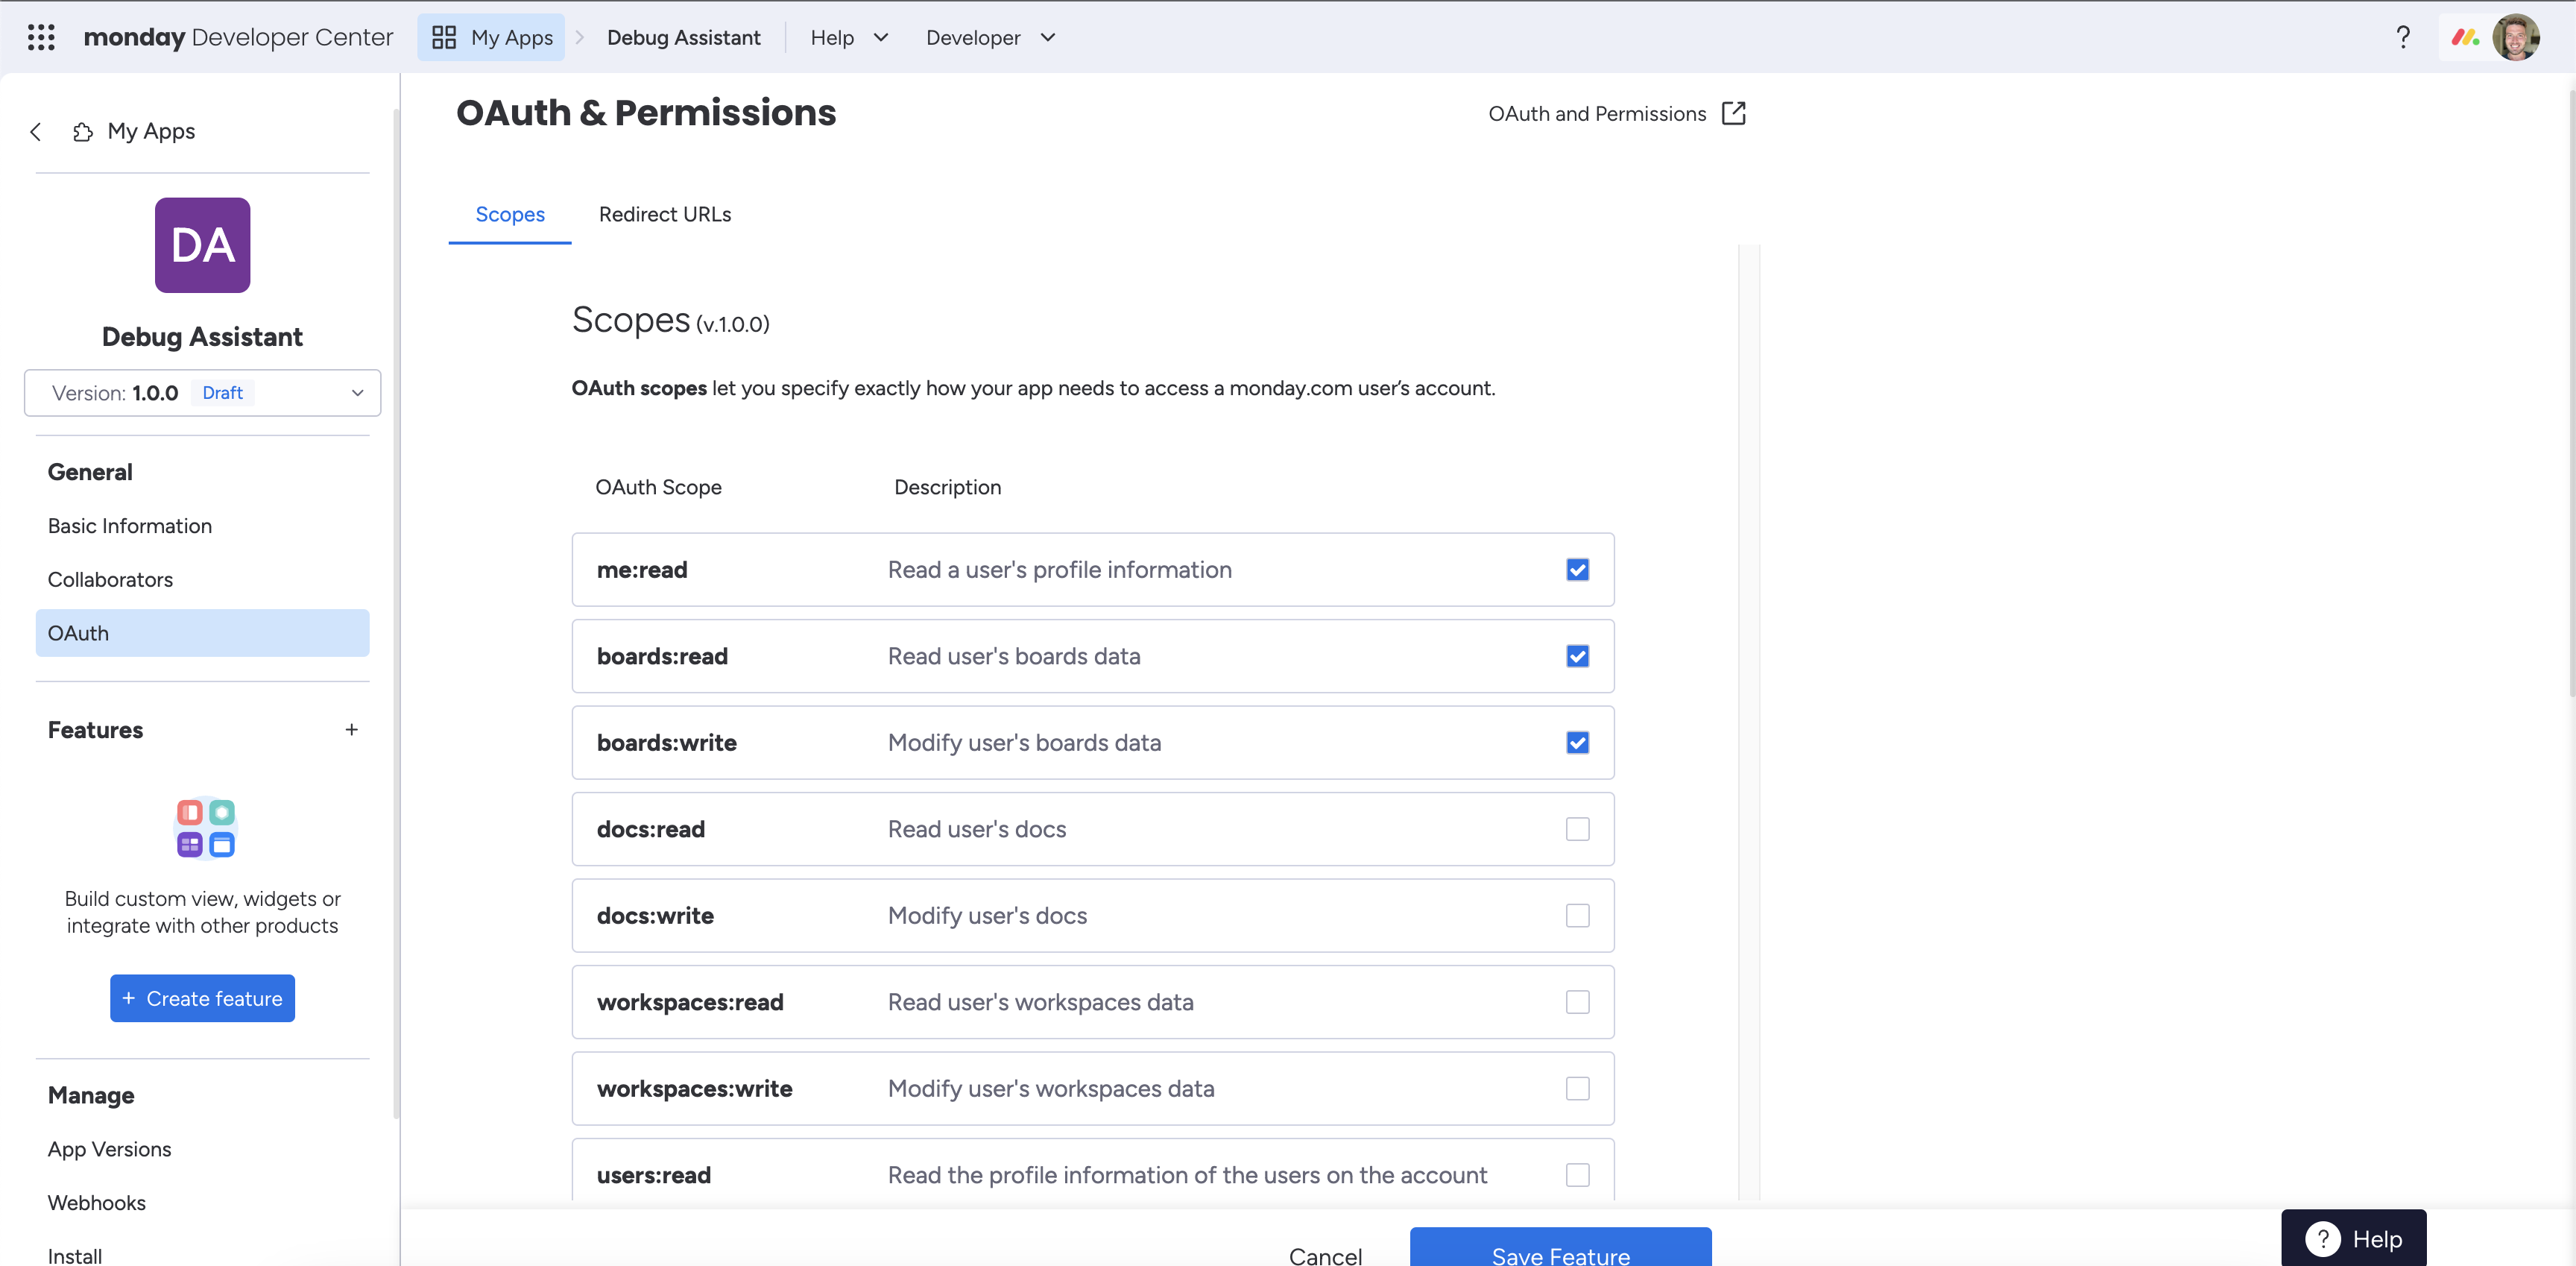 monday Developer Center
My Apps
Debug Assistant
Help
Developer
?
My Apps
DA
Debug Assistant
Version: 1.0.0 Draft
General
Basic Information
Collaborators
OAuth
Features
+
Build custom view, widgets or
integrate with other products
+ Create feature
Manage
App Versions
Webhooks
Install
OAuth & Permissions
OAuth and Permissions
Scopes
Redirect URLs
Scopes (v.1.0.0)
OAuth scopes let you specify exactly how your app needs to access a monday.com user’s account.
OAuth Scope Description
me:read Read a user's profile information
boards:read Read user's boards data
boards:write Modify user's boards data
docs:read Read user's docs
docs:write Modify user's docs
workspaces:read Read user's workspaces data
workspaces:write Modify user's workspaces data
users:read Read the profile information of the users on the account
Cancel
Save Feature
? Help